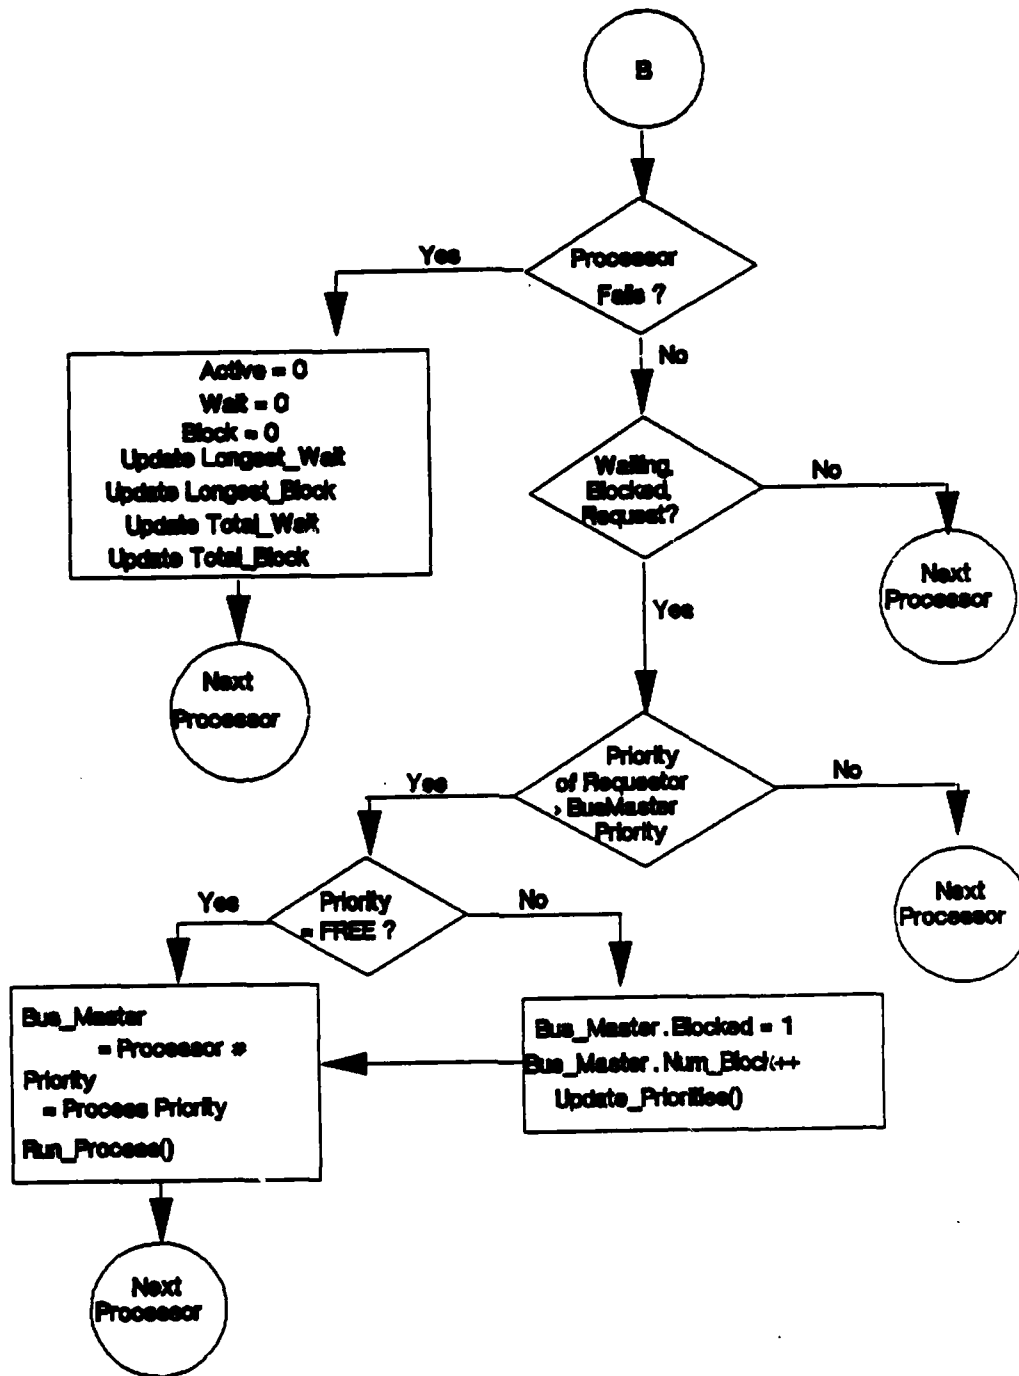 B
Processor
Fails ?
Yes
No
Active = 0
Wait = 0
Block = 0
Update Longest_Wait
Update Longest_Block
Update Total_Wait
Update Total_Block
Next
Processor
Waiting,
Blocked,
Request?
No
Next
Processor
Yes
Priority
of Requestor
> BusMaster
Priority
No
Next
Processor
Yes
Priority
= FREE ?
Yes
No
Bus_Master
= Processor #
Priority
= Process Priority
Run_Process()
Bus_Master.Blocked = 1
Bus_Master.Num_Block++
Update_Priorities()
Next
Processor